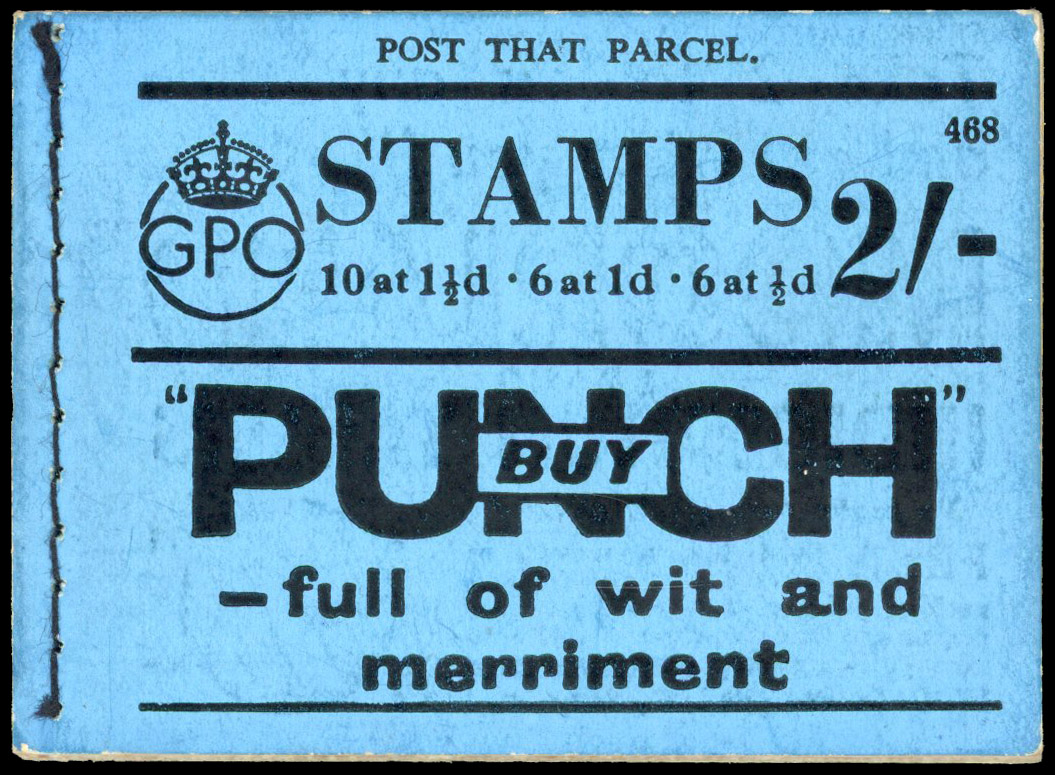 POST THAT PARCEL.
468
GPO
STAMPS 2/-
10 at 1½d · 6 at 1d · 6 at ½d
"PUNCH"
BUY
– full of wit and
merriment